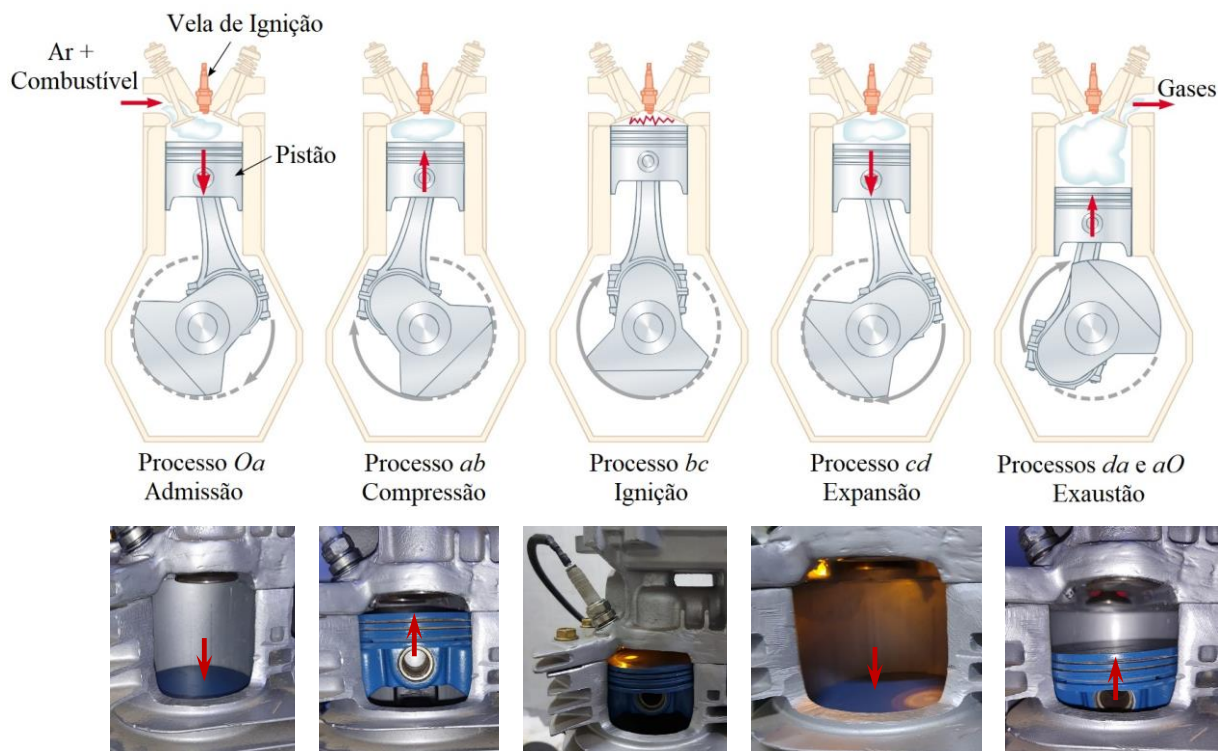 Vela de Ignição
Ar +
Combustível
Pistão
Gases
Processo Oa
Admissão
Processo ab
Compressão
Processo bc
Ignição
Processo cd
Expansão
Processos da e aO
Exaustão